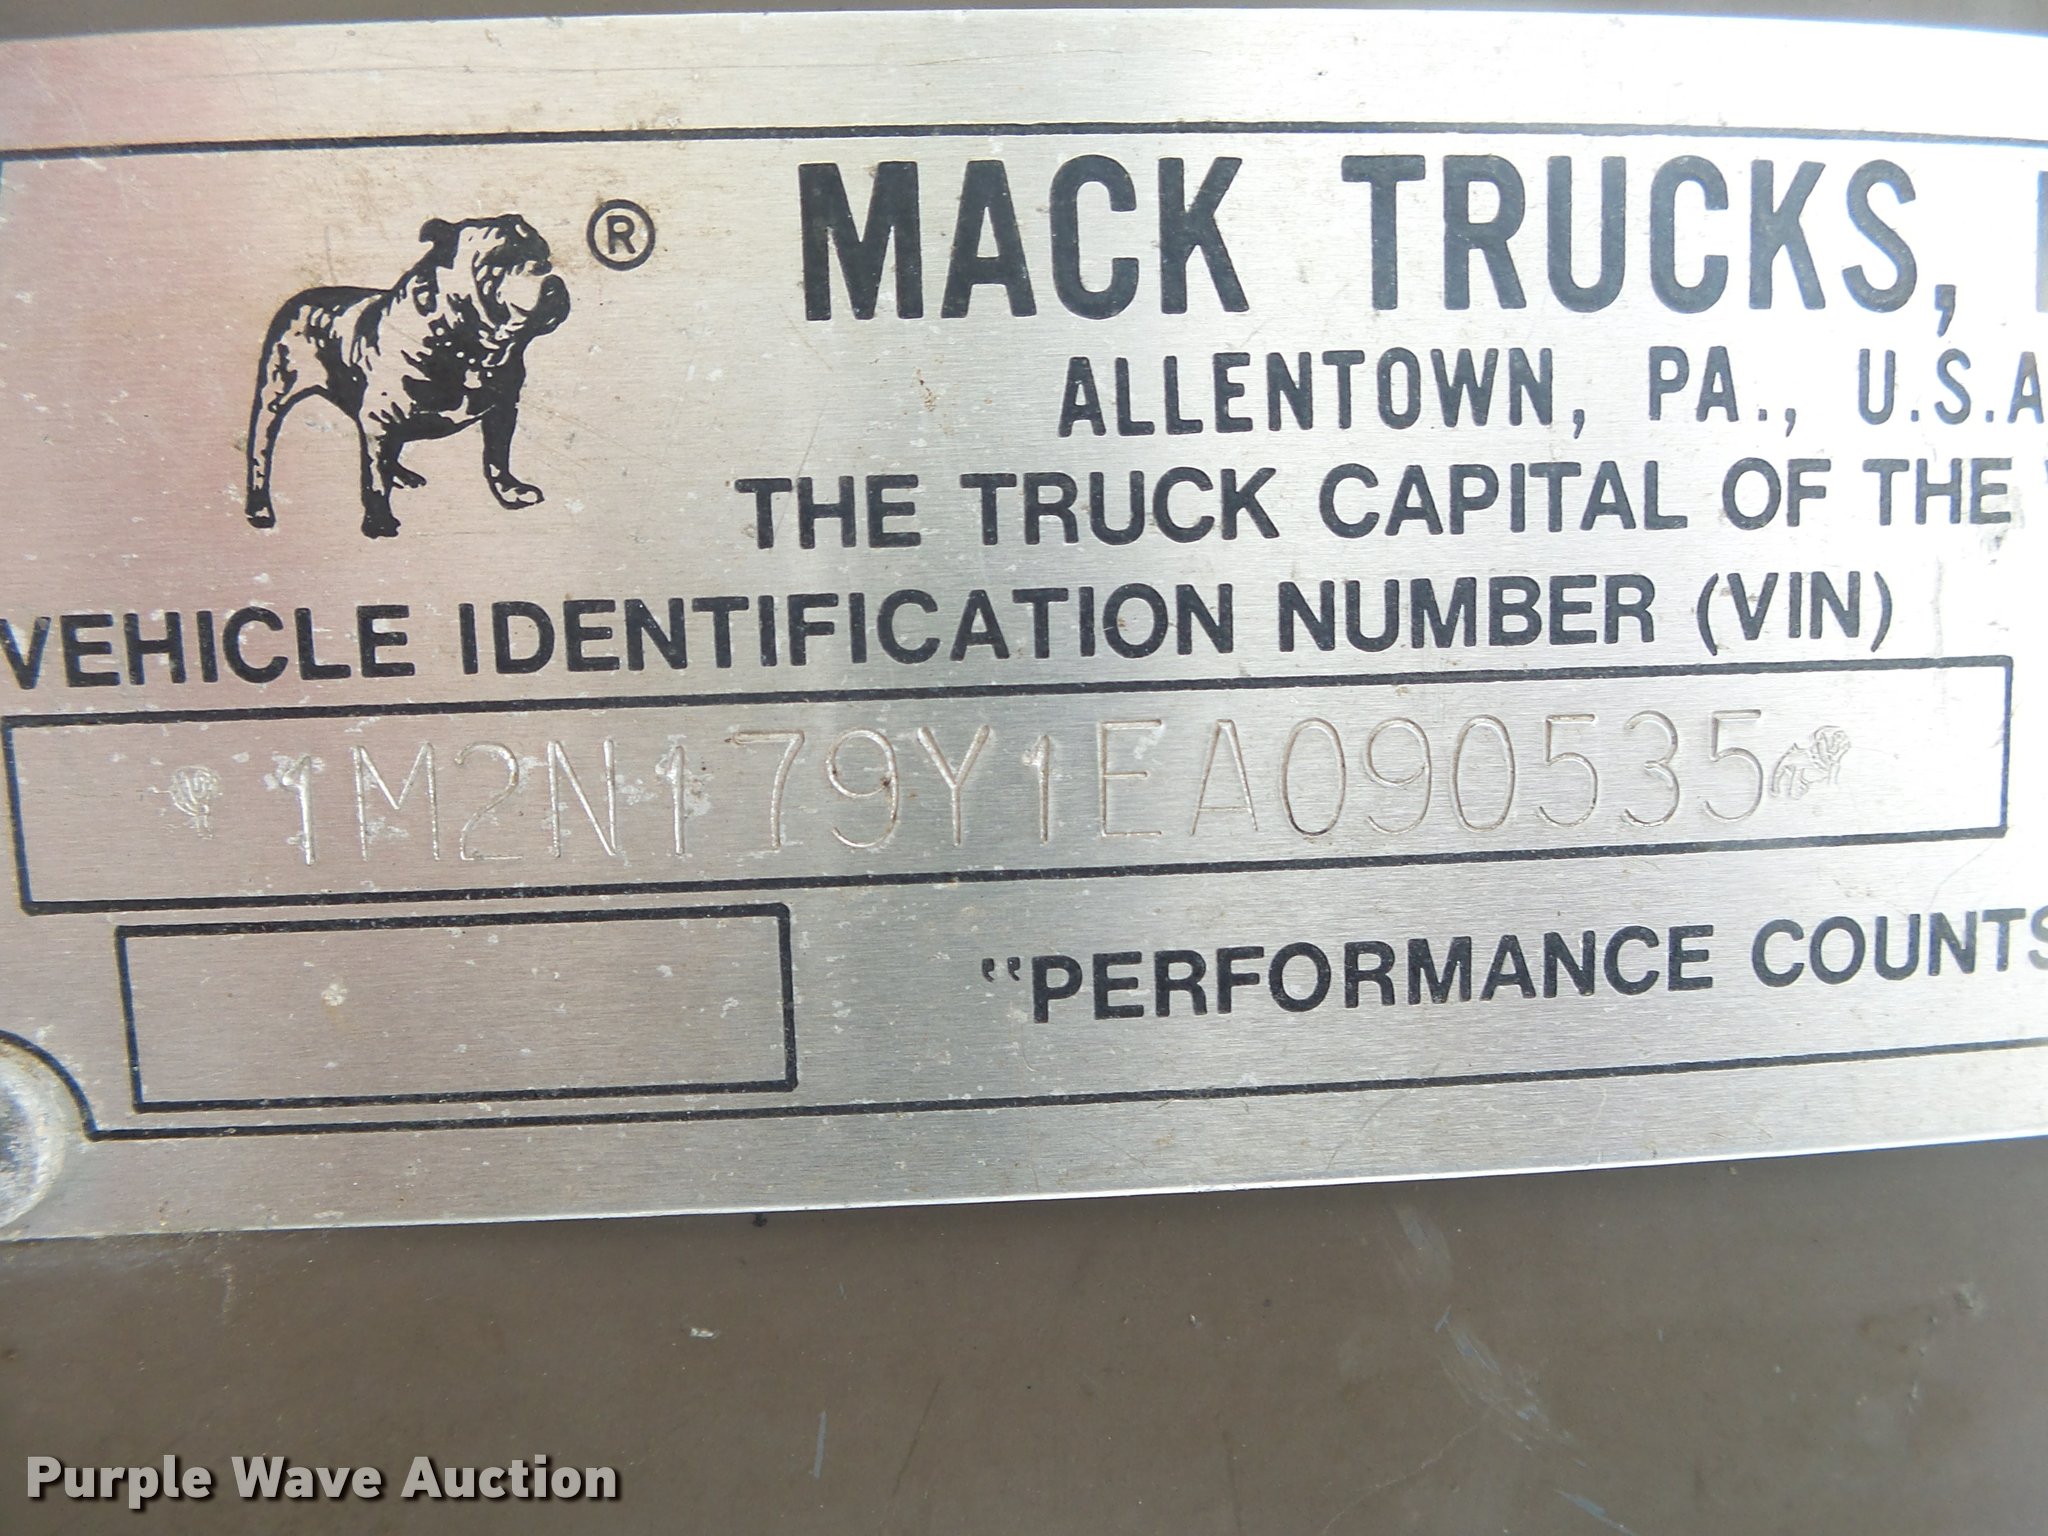 ®
MACK TRUCKS,
ALLENTOWN, PA., U.S.A
THE TRUCK CAPITAL OF THE
VEHICLE IDENTIFICATION NUMBER (VIN)
1M2N179Y1EA090535
"PERFORMANCE COUNTS
Purple Wave Auction